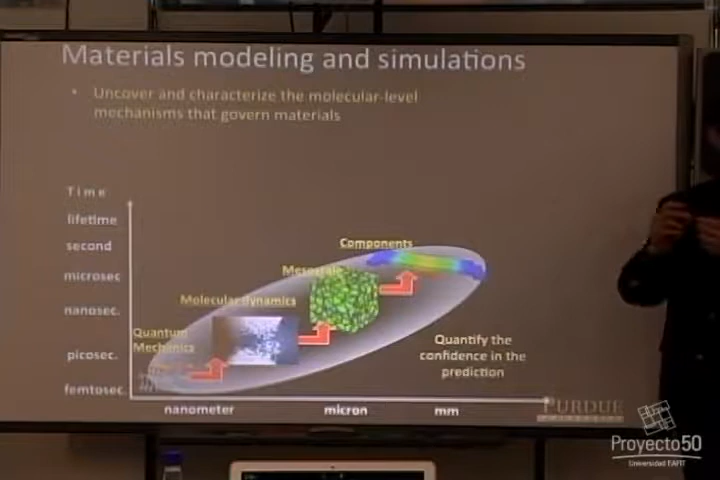 Materials modeling and simulations
• Uncover and characterize the molecular-level
mechanisms that govern materials
Time
lifetime
second
microsec
nanosec.
picosec.
femtosec.
Components
Molecular dynamics
Quantum
Mechanics
Quantify the
confidence in the
prediction
nanometer
micron
mm
PURDUE
UNIVERSITY
Proyecto50
Universidad EAFIT